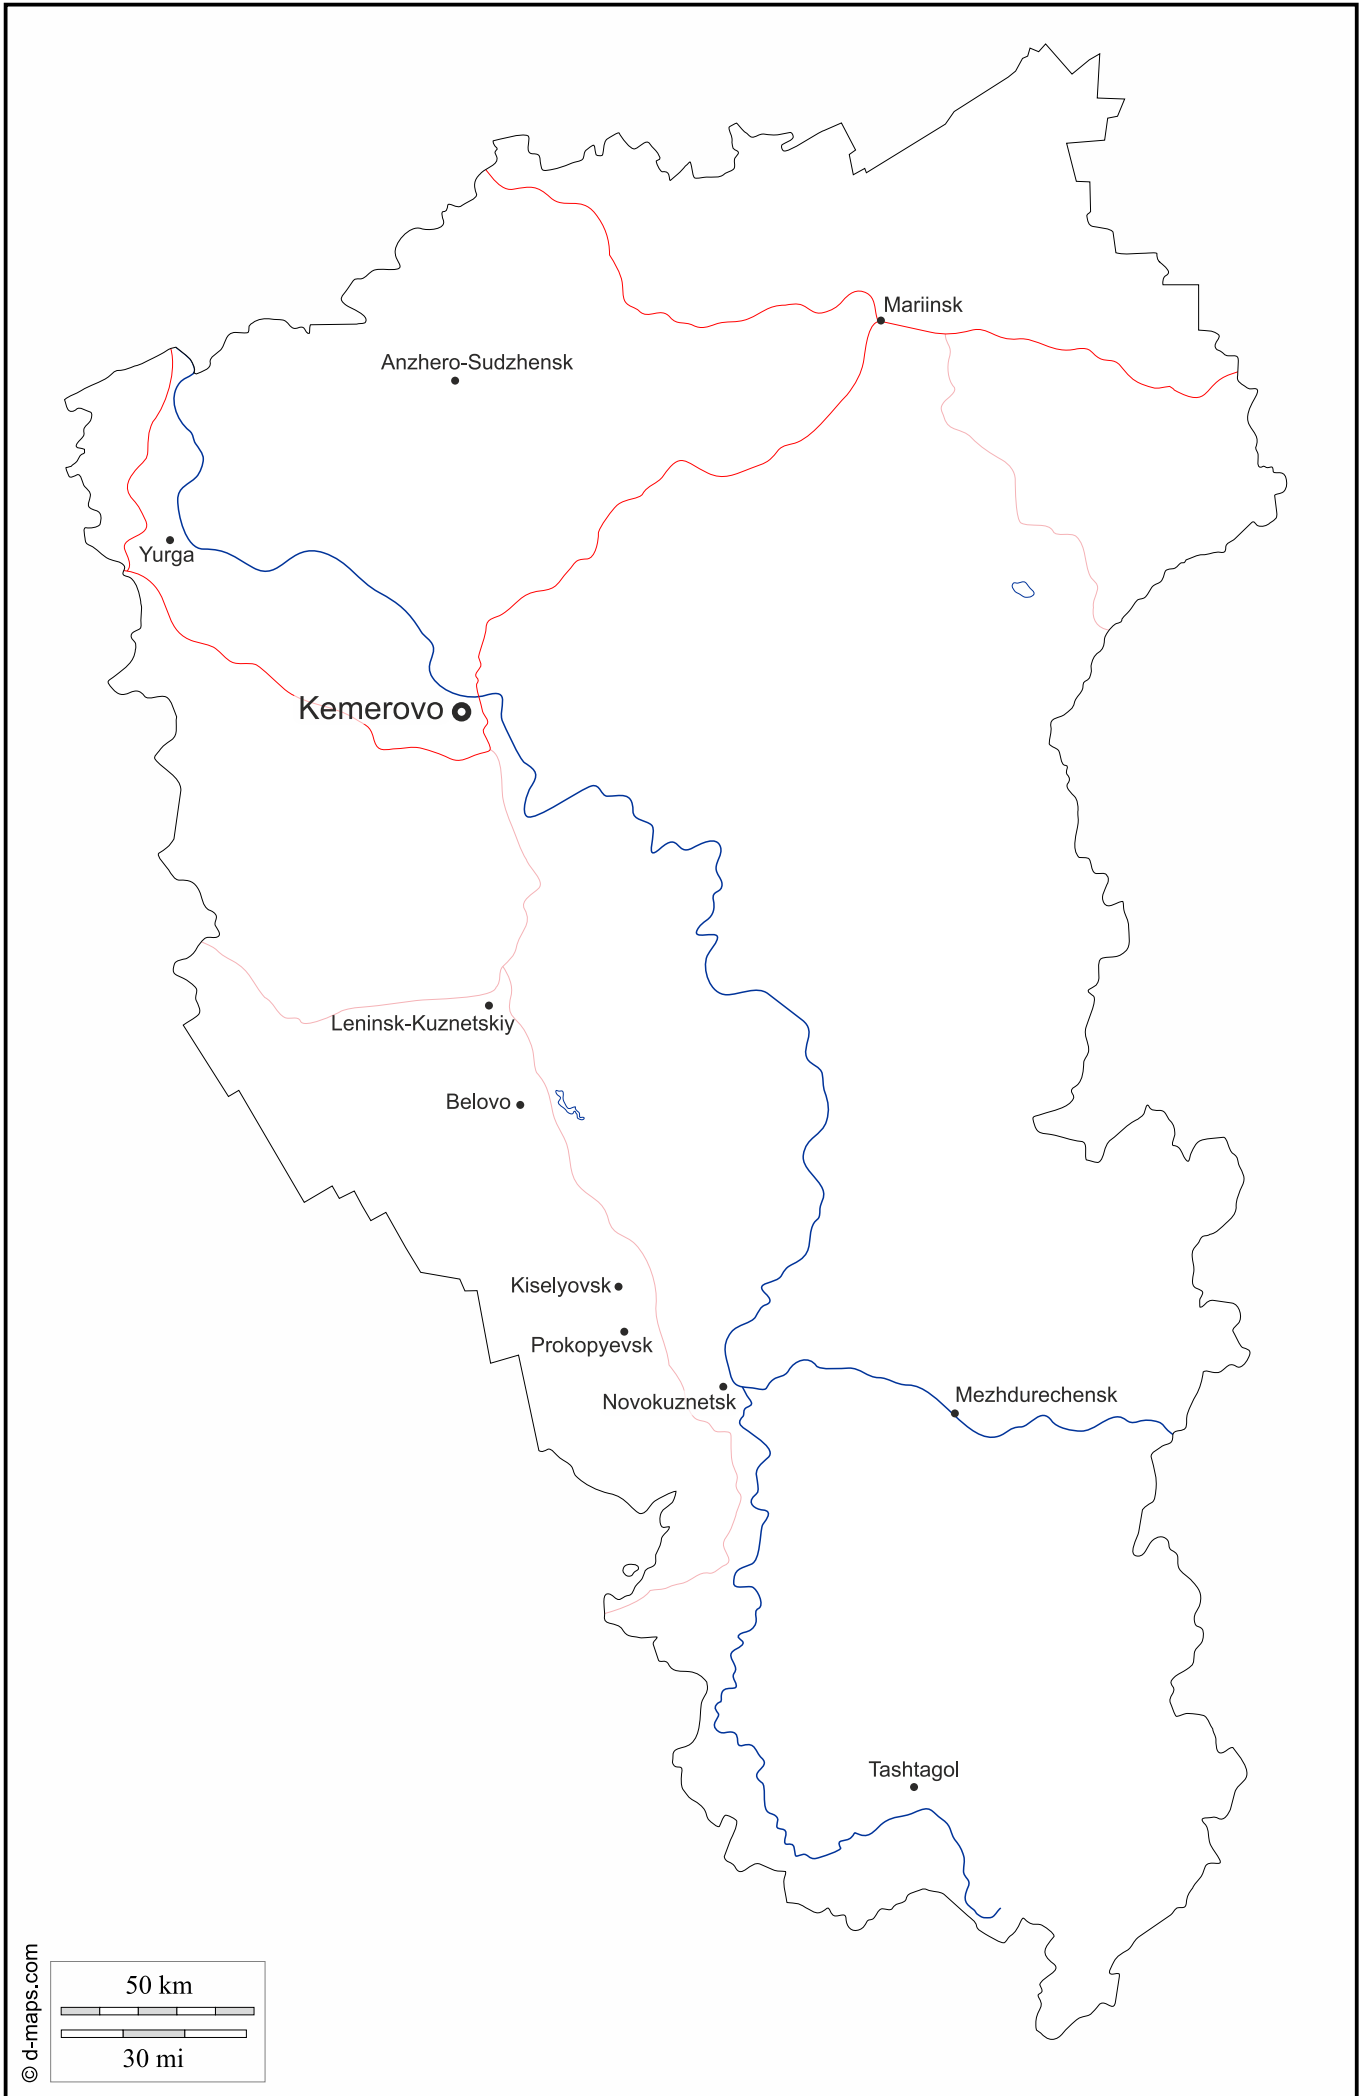 Mariinsk
Anzhero-Sudzhensk
Yurga
Kemerovo
Leninsk-Kuznetskiy
Belovo
Kiselyovsk
Prokopyevsk
Novokuznetsk
Mezhdurechensk
Tashtagol
© d-maps.com
50 km
30 mi